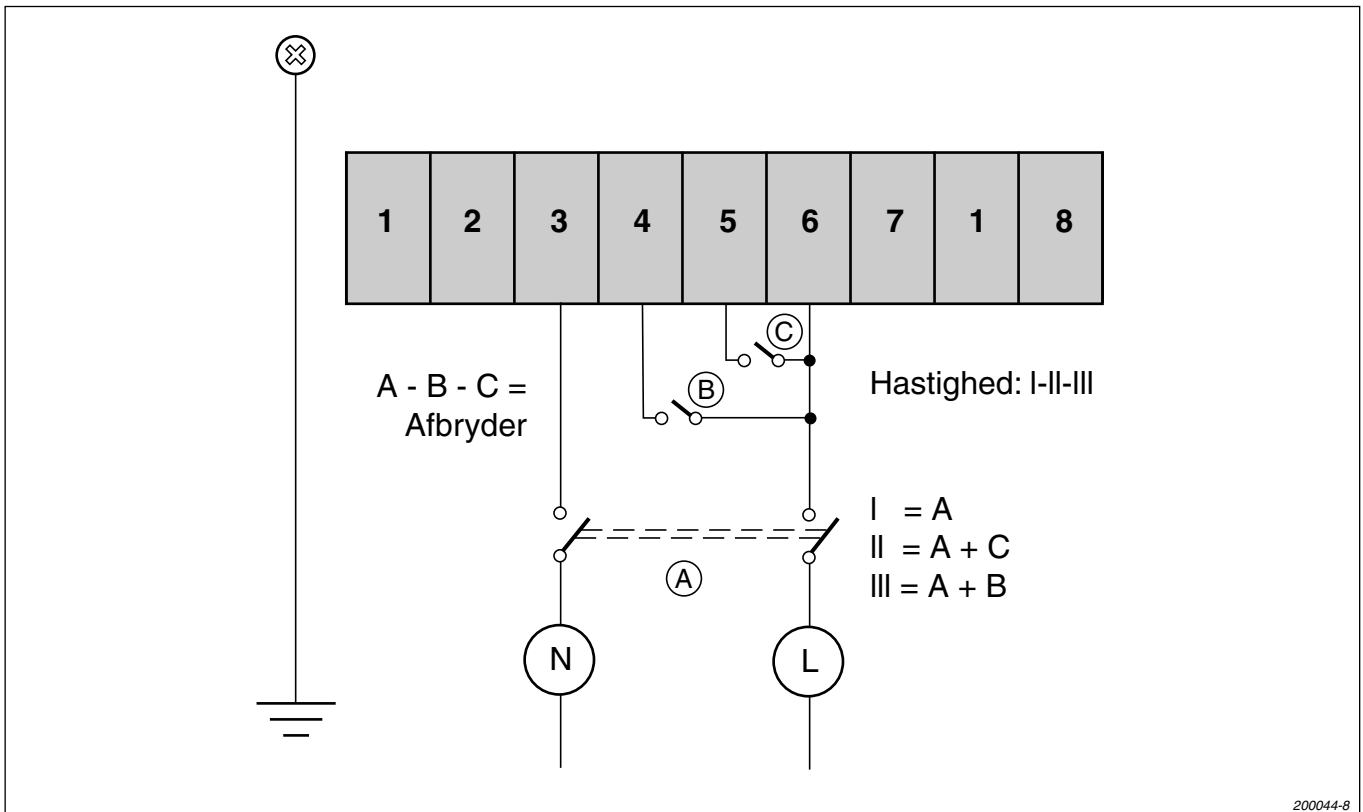 1 2 3 4 5 6 7 1 8
C
A - B - C =
Afbryder
B
Hastighed: I-II-III
I = A
II = A + C
III = A + B
A
N
L
200044-8